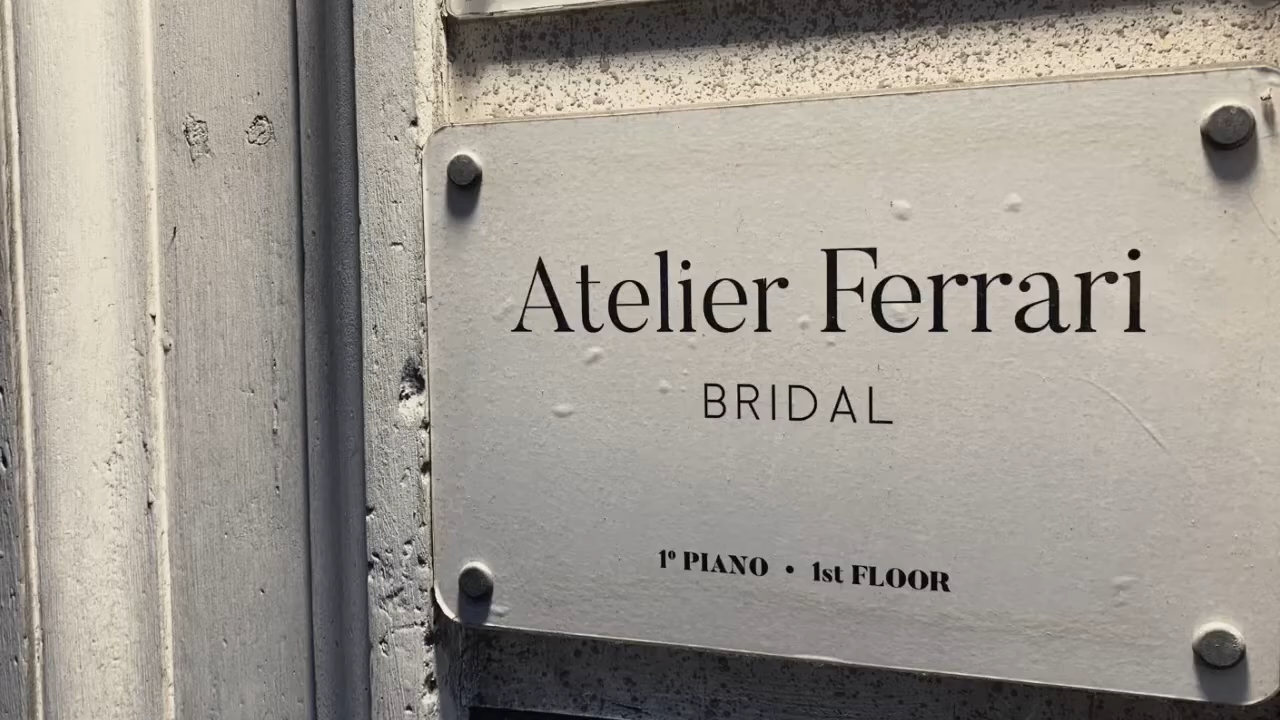 Atelier Ferrari
BRIDAL
1º PIANO • 1st FLOOR